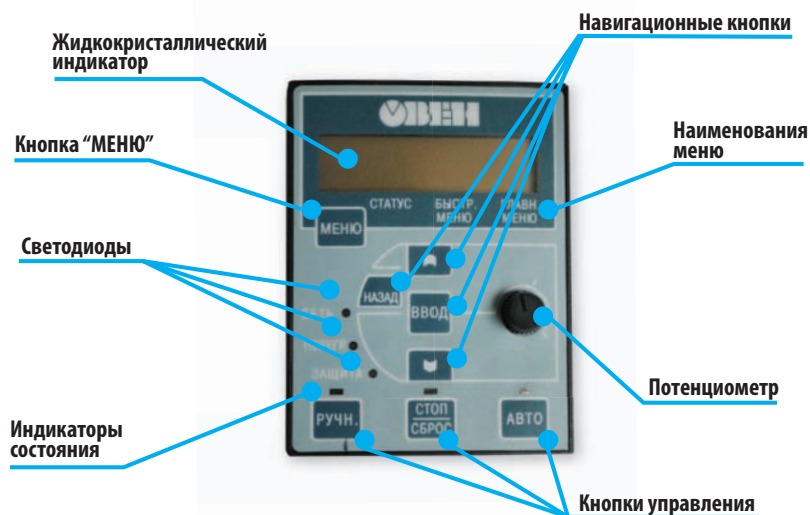 Навигационные кнопки
Жидкокристаллический
индикатор
ОВЕН
Кнопка “МЕНЮ”
Наименования
меню
СТАТУС
БЫСТР.
МЕНЮ
ГЛАВН.
МЕНЮ
МЕНЮ
Светодиоды
НАЗАД
ВВОД
ЗАЩИТА
Потенциометр
РУЧН.
СТОП
СБРОС
АВТО
Индикаторы
состояния
Кнопки управления